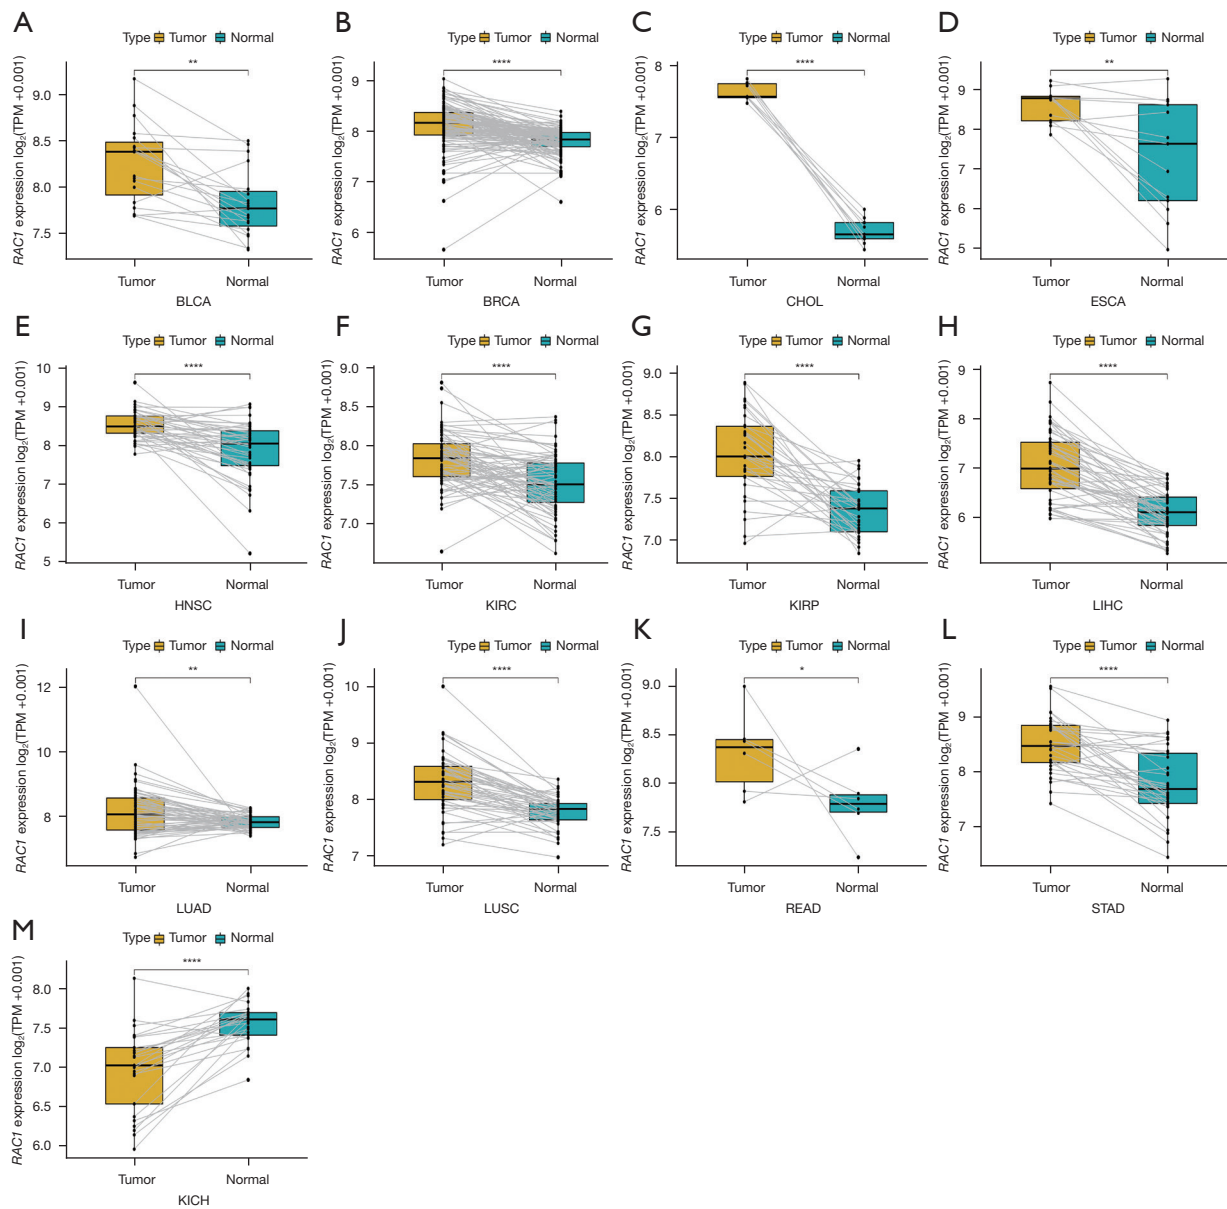 A
Type Tumor Normal
**
RAC1 expression log2(TPM +0.001)
9.0
8.5
8.0
7.5
Tumor Normal
BLCA
B
Type Tumor Normal
****
RAC1 expression log2(TPM +0.001)
9
8
7
6
Tumor Normal
BRCA
C
Type Tumor Normal
****
RAC1 expression log2(TPM +0.001)
8
7
6
Tumor Normal
CHOL
D
Type Tumor Normal
**
RAC1 expression log2(TPM +0.001)
9
8
7
6
5
Tumor Normal
ESCA
E
Type Tumor Normal
****
RAC1 expression log2(TPM +0.001)
10
9
8
7
6
5
Tumor Normal
HNSC
F
Type Tumor Normal
****
RAC1 expression log2(TPM +0.001)
9.0
8.5
8.0
7.5
7.0
Tumor Normal
KIRC
G
Type Tumor Normal
****
RAC1 expression log2(TPM +0.001)
9.0
8.5
8.0
7.5
7.0
Tumor Normal
KIRP
H
Type Tumor Normal
****
RAC1 expression log2(TPM +0.001)
9
8
7
6
Tumor Normal
LIHC
I
Type Tumor Normal
**
RAC1 expression log2(TPM +0.001)
12
10
8
Tumor Normal
LUAD
J
Type Tumor Normal
****
RAC1 expression log2(TPM +0.001)
10
9
8
7
Tumor Normal
LUSC
K
Type Tumor Normal
*
RAC1 expression log2(TPM +0.001)
9.0
8.5
8.0
7.5
Tumor Normal
READ
L
Type Tumor Normal
****
RAC1 expression log2(TPM +0.001)
9
8
7
Tumor Normal
STAD
M
Type Tumor Normal
****
RAC1 expression log2(TPM +0.001)
8.0
7.5
7.0
6.5
6.0
Tumor Normal
KICH